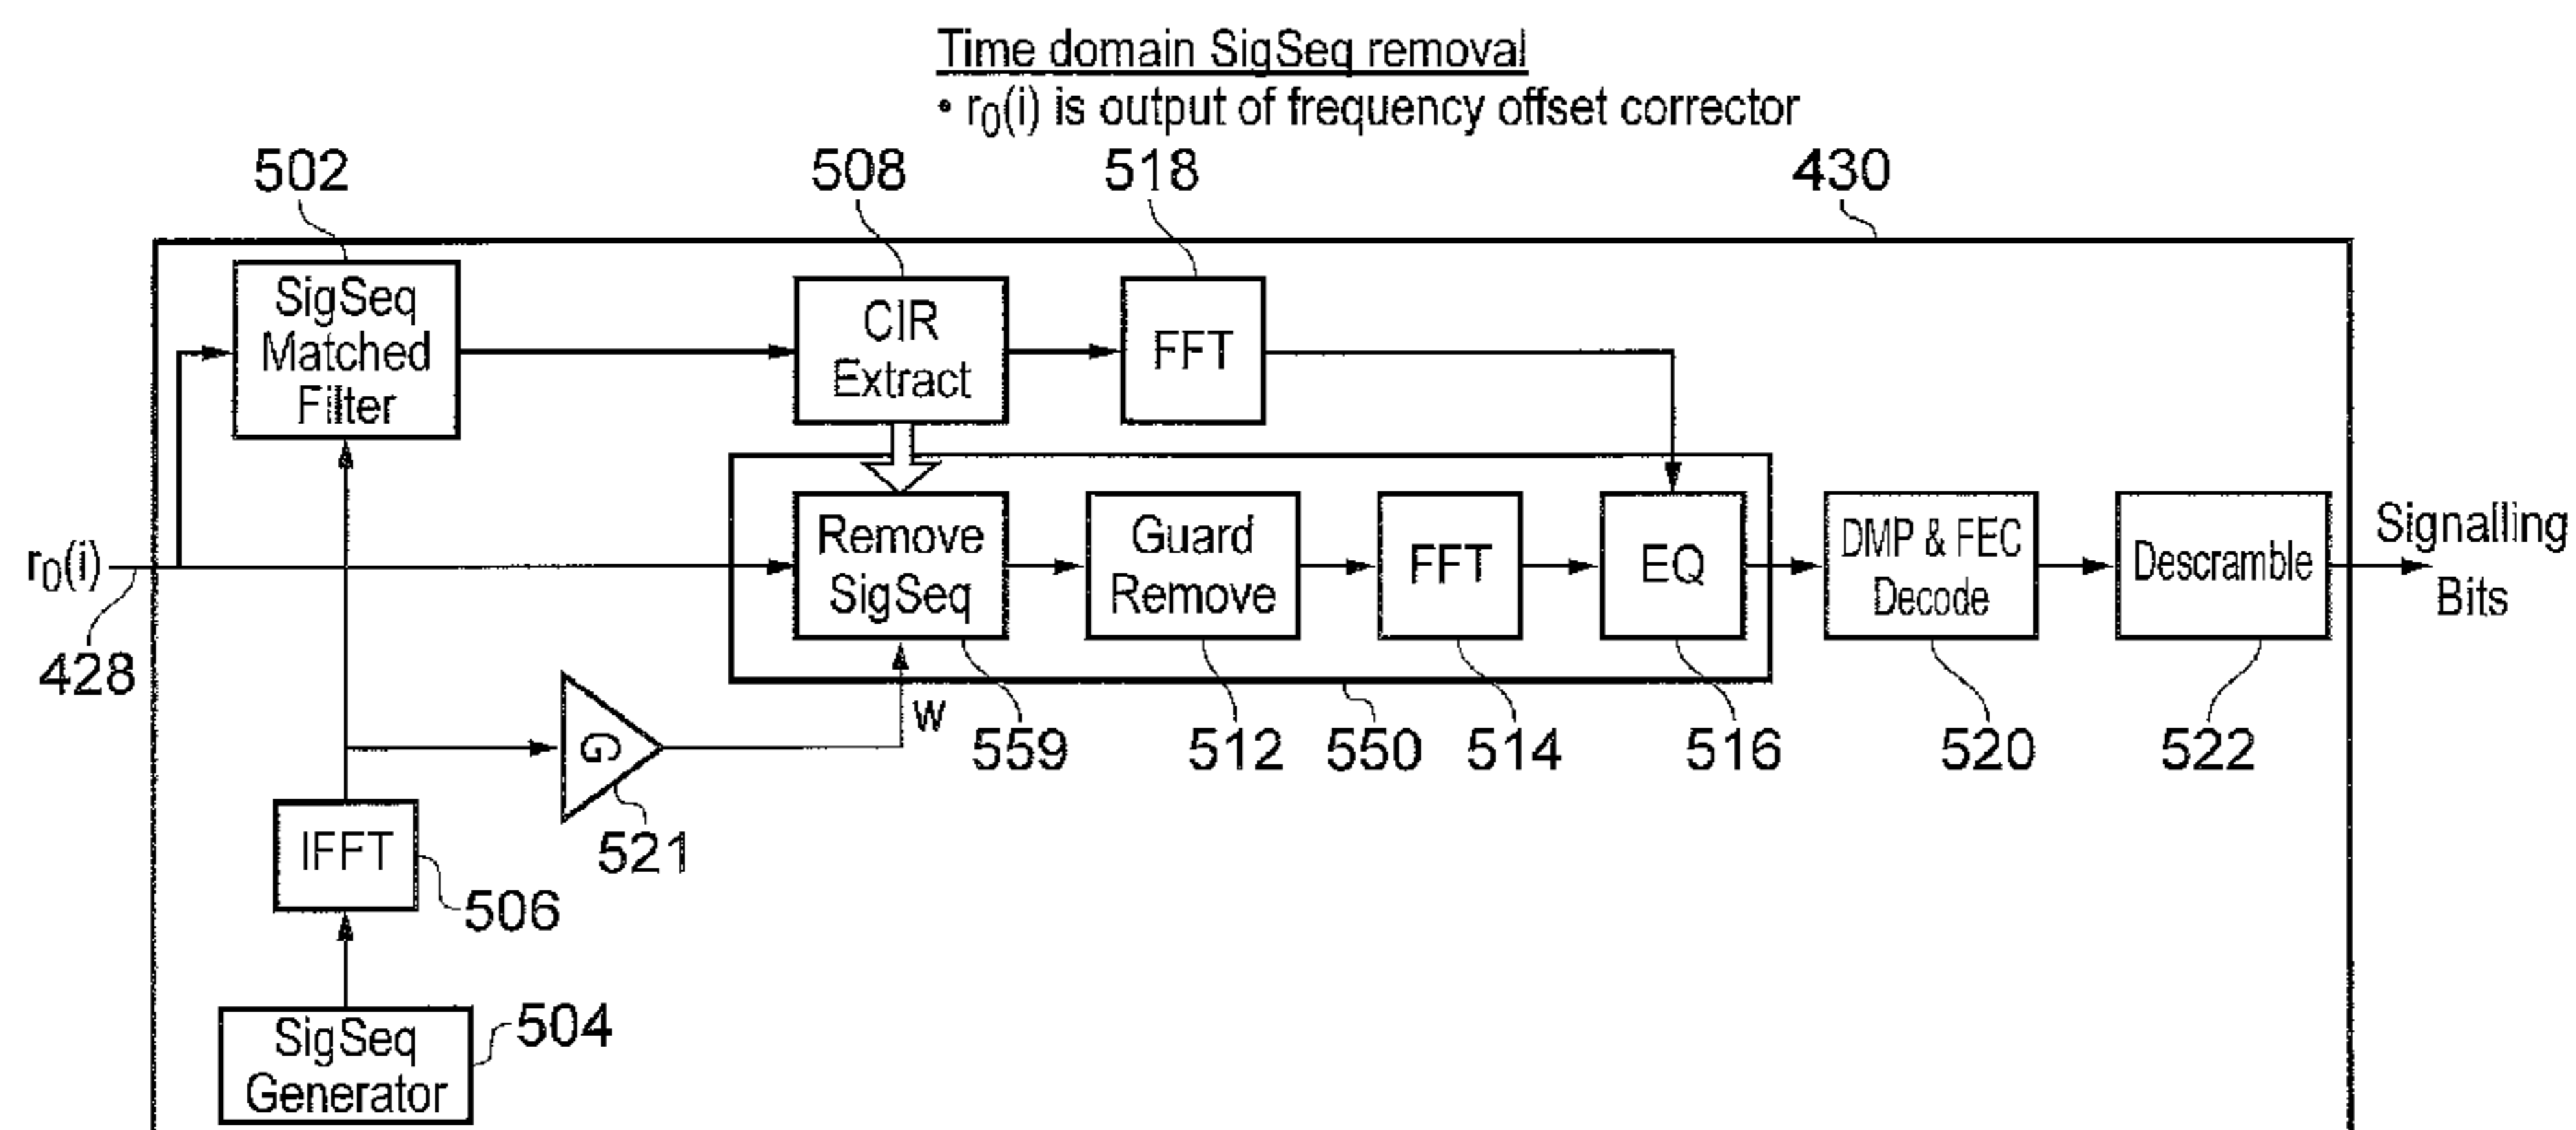 Time domain SigSeq removal
• r0(i) is output of frequency offset corrector
502
508
518
430
SigSeq
Matched
Filter
CIR
Extract
FFT
r0(i)
428
Remove
SigSeq
Guard
Remove
FFT
EQ
DMP & FEC
Decode
Descramble
Signalling
Bits
w
G
521
559
512
550
514
516
520
522
IFFT
506
SigSeq
Generator
504